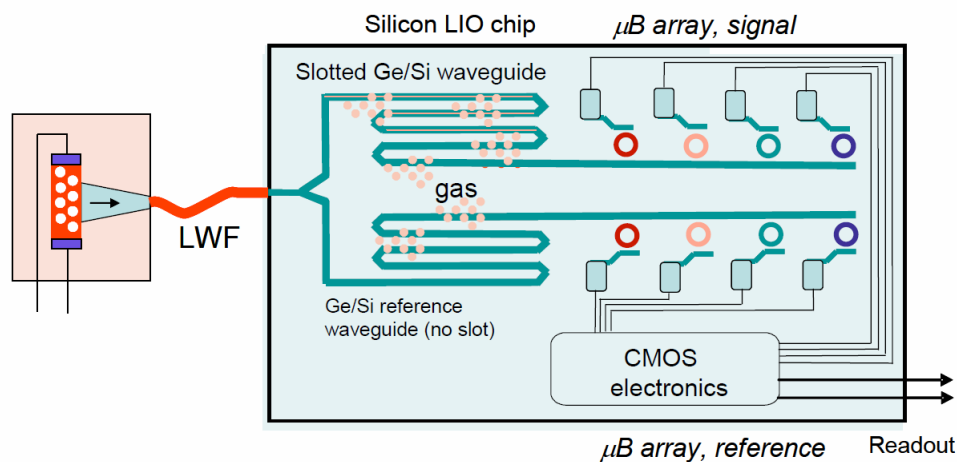 Silicon LIO chip
μB array, signal
Slotted Ge/Si waveguide
gas
LWF
Ge/Si reference
waveguide (no slot)
CMOS
electronics
μB array, reference
Readout